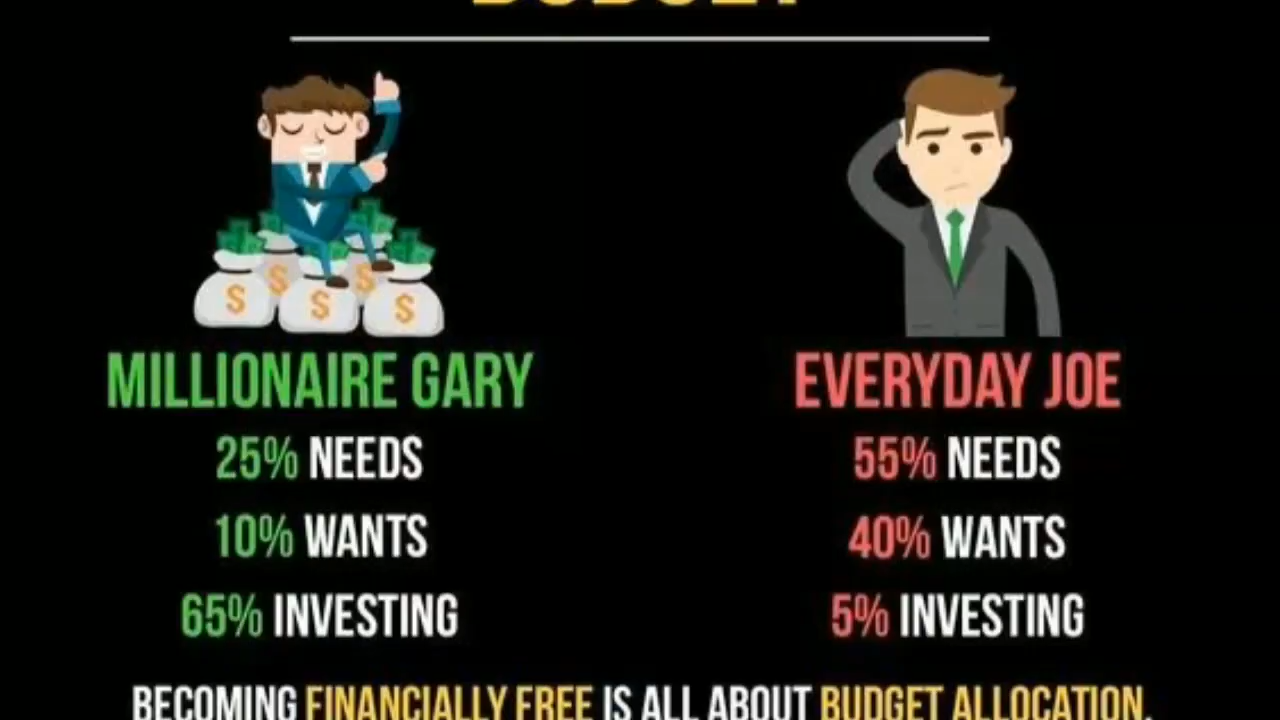 BUDGET
MILLIONAIRE GARY
25% NEEDS
10% WANTS
65% INVESTING
EVERYDAY JOE
55% NEEDS
40% WANTS
5% INVESTING
BECOMING FINANCIALLY FREE IS ALL ABOUT BUDGET ALLOCATION.